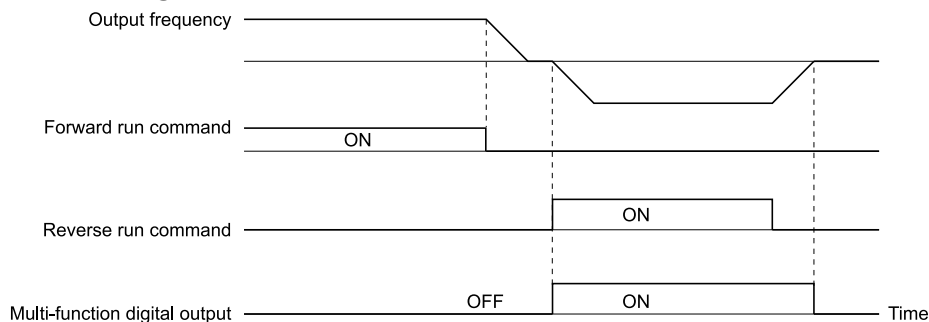 Output frequency
Forward run command
ON
ON
Reverse run command
OFF ON
Multi-function digital output
Time